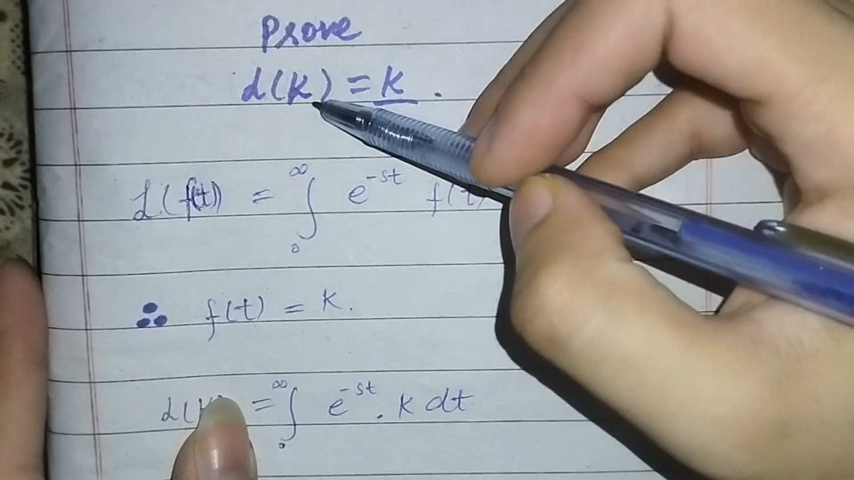 Prove
L(k) = k.
L(f(t)) = ∫₀^∞ e^-st f(t)
∴ f(t) = k.
L(k) = ∫₀^∞ e^-st . k dt